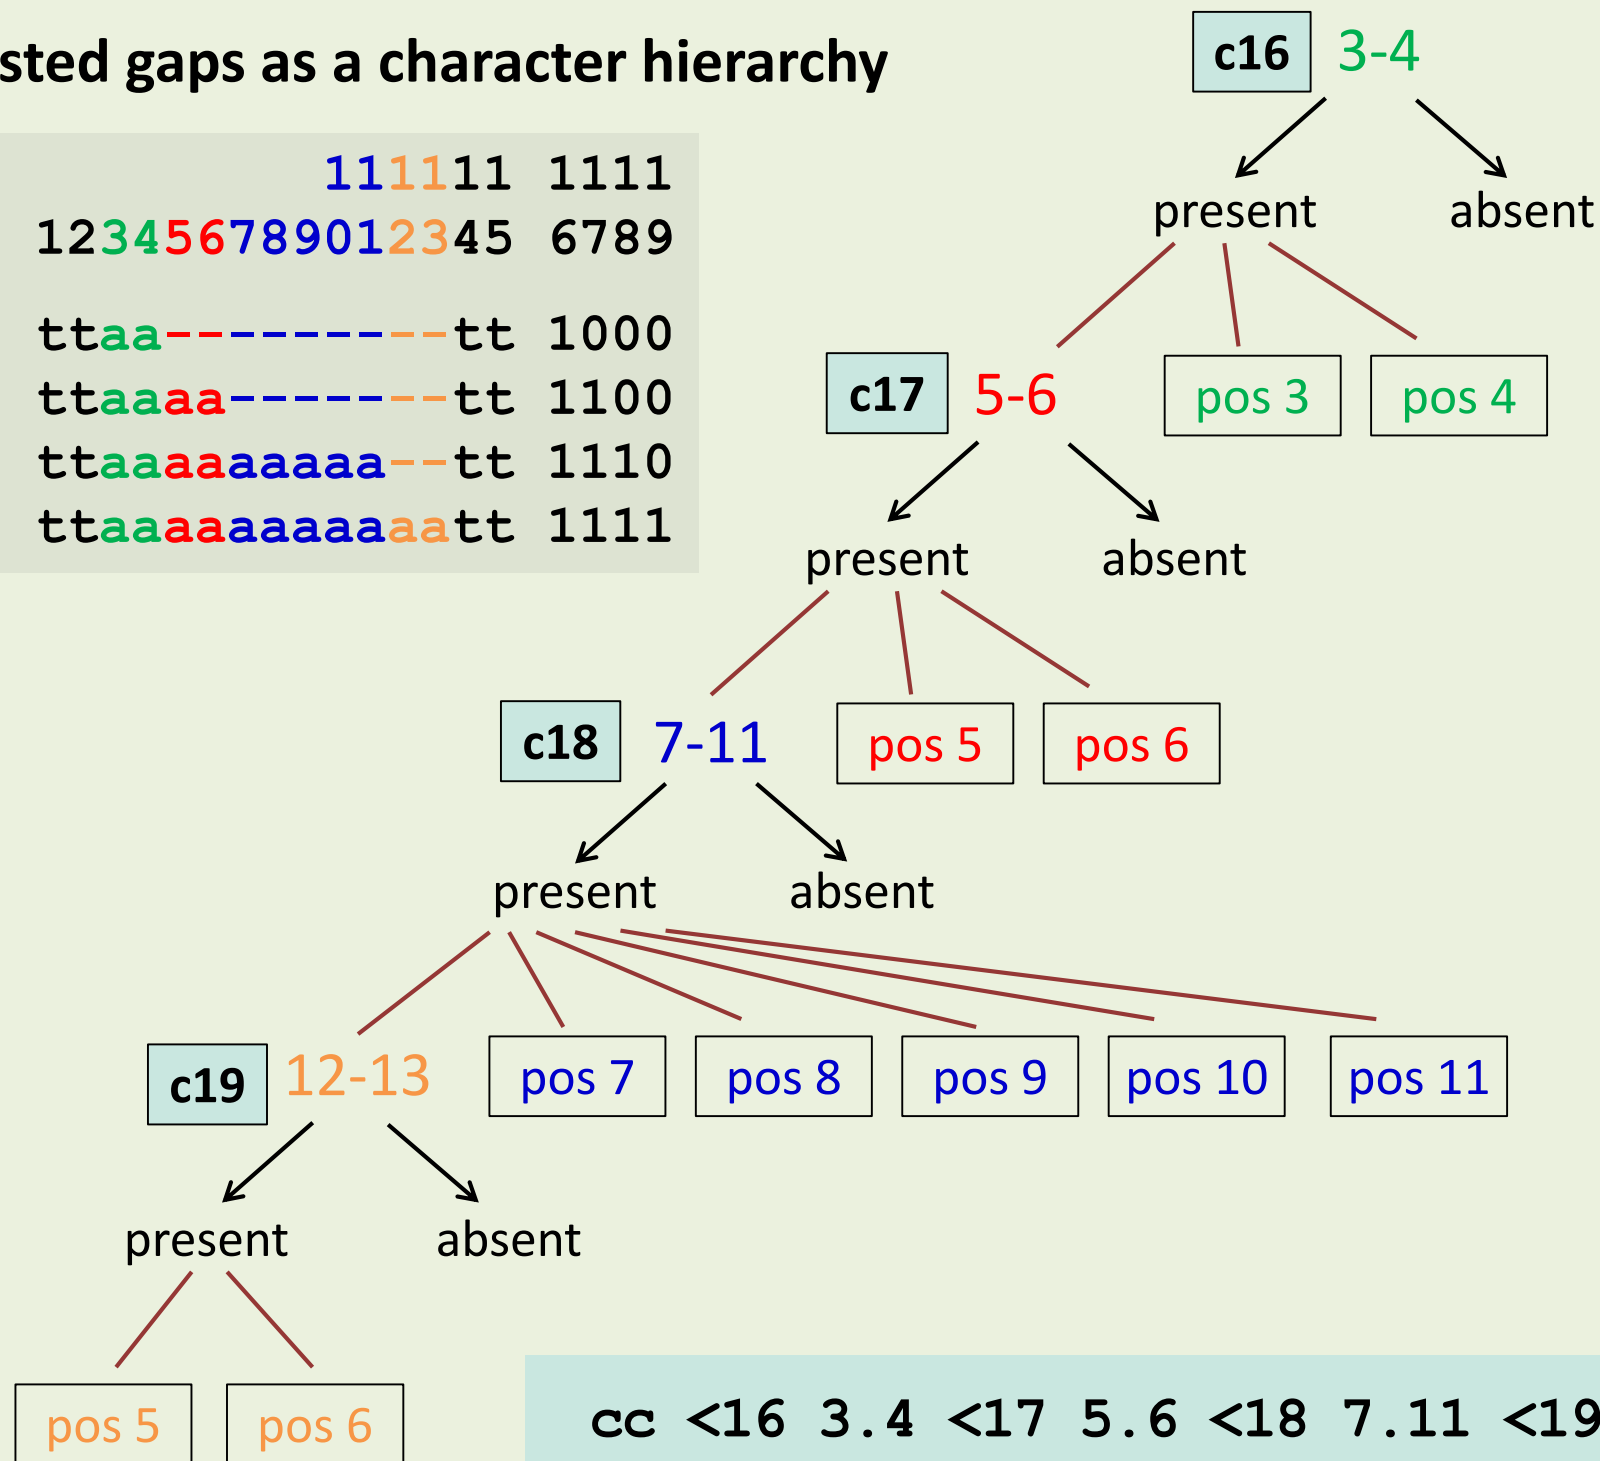 sted gaps as a character hierarchy
c16 3-4
111111 1111
123456789012345 6789
present absent
ttaa---------tt 1000
ttaaaa-------tt 1100
c17 5-6 pos 3 pos 4
ttaaaaaaaaa--tt 1110
ttaaaaaaaaaaatt 1111
present absent
c18 7-11 pos 5 pos 6
present absent
c19 12-13 pos 7 pos 8 pos 9 pos 10 pos 11
present absent
pos 5 pos 6
cc <16 3.4 <17 5.6 <18 7.11 <19